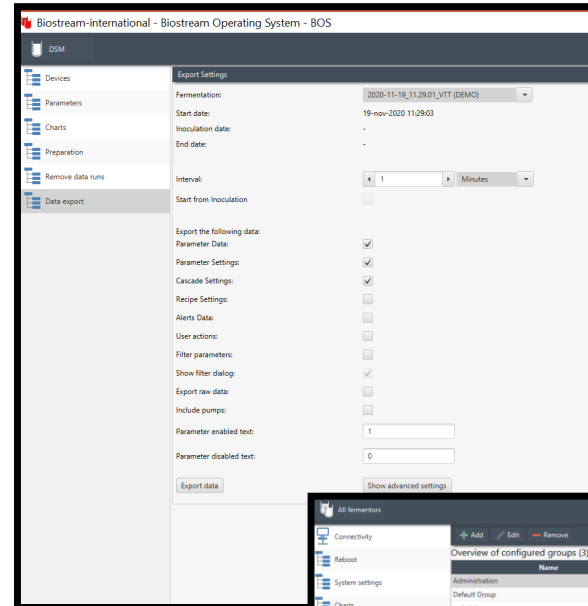 Biostream-international - Biostream Operating System - BOS
DSM
Devices
Parameters
Charts
Preparation
Remove data runs
Data export
Export Settings
Fermentation: 2020-11-19_11.29.01_VTT (DEMO)
Start date: 19-nov-2020 11:29:03
Inoculation date: -
End date: -
Interval: 1 Minutes
Start from Inoculation
Export the following data:
Parameter Data:
Parameter Settings:
Cascade Settings:
Recipe Settings:
Alerts Data:
User actions:
Filter parameters:
Show filter dialog:
Export raw data:
Include pumps:
Parameter enabled text: 1
Parameter disabled text: 0
Export data Show advanced settings
All fermentors
Connectivity
Reboot
System settings
Charts
Add Edit Remove
Overview of configured groups (3)
Name
Administration
Default Group